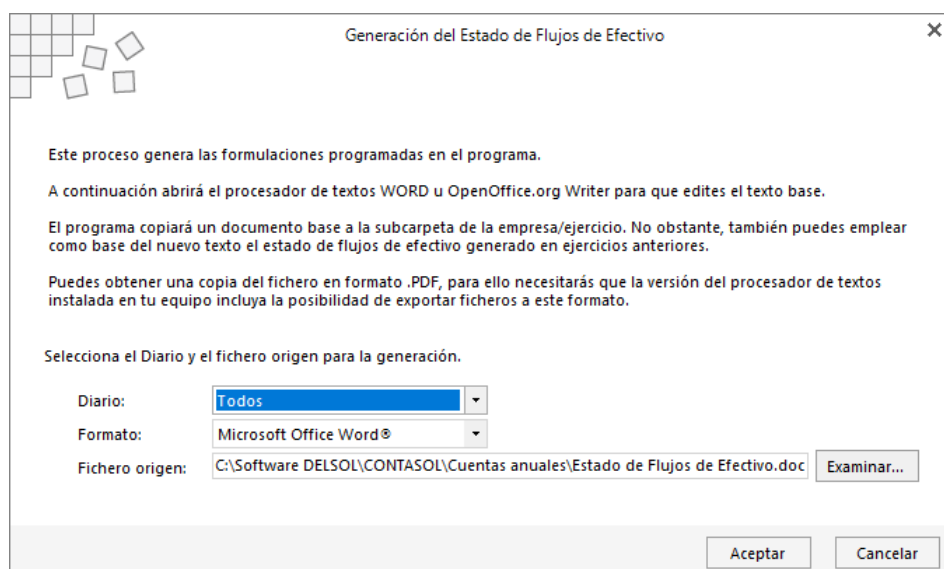 Generación del Estado de Flujos de Efectivo
Este proceso genera las formulaciones programadas en el programa.
A continuación abrirá el procesador de textos WORD u OpenOffice.org Writer para que edites el texto base.
El programa copiará un documento base a la subcarpeta de la empresa/ejercicio. No obstante, también puedes emplear
como base del nuevo texto el estado de flujos de efectivo generado en ejercicios anteriores.
Puedes obtener una copia del fichero en formato .PDF, para ello necesitarás que la versión del procesador de textos
instalada en tu equipo incluya la posibilidad de exportar ficheros a este formato.
Selecciona el Diario y el fichero origen para la generación.
Diario: Todos
Formato: Microsoft Office Word®
Fichero origen: C:\Software DELSOL\CONTASOL\Cuentas anuales\Estado de Flujos de Efectivo.doc Examinar...
Aceptar Cancelar